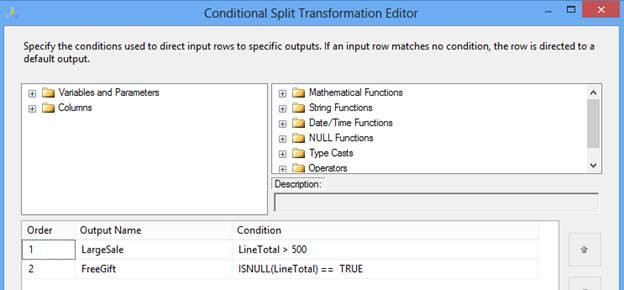 Conditional Split Transformation Editor
Specify the conditions used to direct input rows to specific outputs. If an input row matches no condition, the row is directed to a
default output.
Variables and Parameters
Columns
Mathematical Functions
String Functions
Date/Time Functions
NULL Functions
Type Casts
Operators
Description:
Order Output Name Condition
1 LargeSale LineTotal > 500
2 FreeGift ISNULL(LineTotal) == TRUE